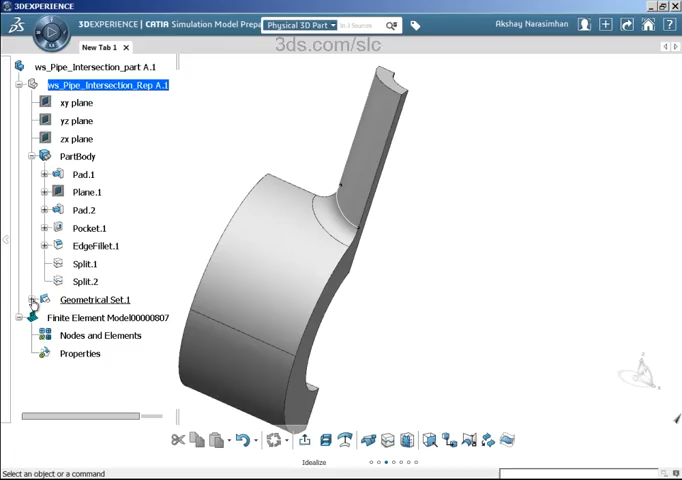 3DEXPERIENCE
3DEXPERIENCE | CATIA Simulation Model Prepa
Physical 3D Part
In 3 Sources
Akshay Narasimhan
3ds.com/slc
New Tab 1
ws_Pipe_Intersection_part A.1
ws_Pipe_Intersection_Rep A.1
xy plane
yz plane
zx plane
PartBody
Pad.1
Plane.1
Pad.2
Pocket.1
EdgeFillet.1
Split.1
Split.2
Geometrical Set.1
Finite Element Model00000807
Nodes and Elements
Properties
Idealize
Select an object or a command